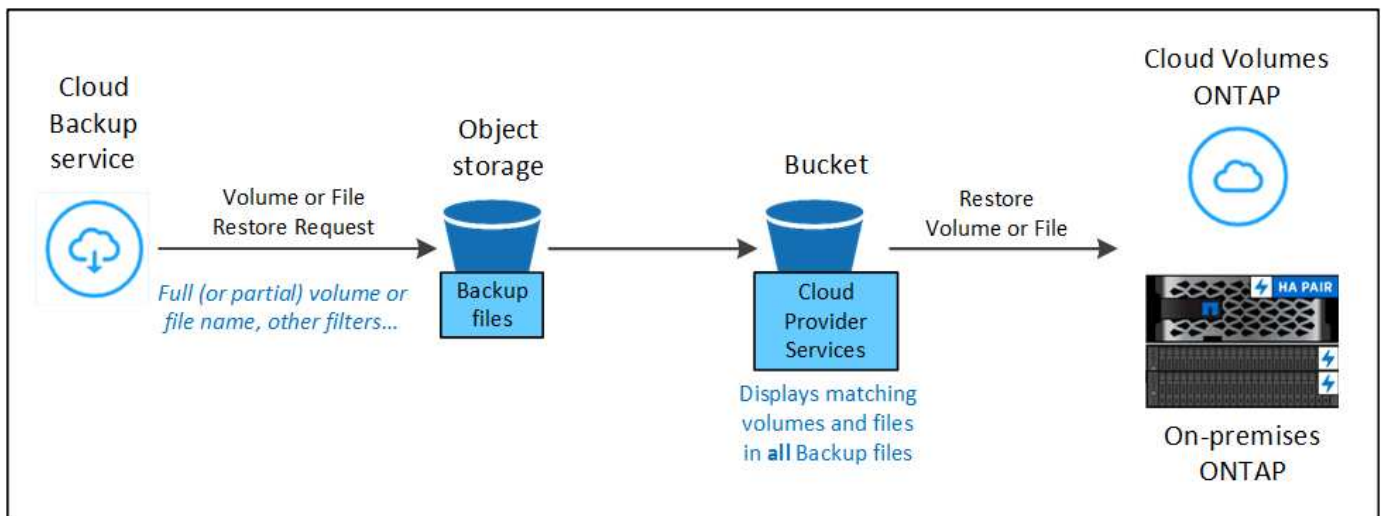 Cloud
Backup
service
Volume or File
Restore Request
Full (or partial) volume or
file name, other filters...
Object
storage
Backup
files
Bucket
Cloud
Provider
Services
Displays matching
volumes and files
in all Backup files
Restore
Volume or File
Cloud Volumes
ONTAP
HA PAIR
On-premises
ONTAP